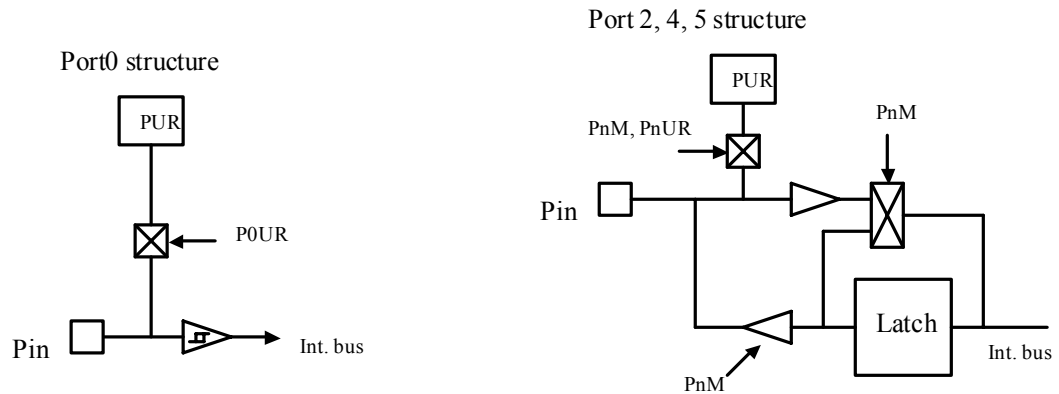 Port0 structure
PUR
P0UR
Pin
Int. bus
Port 2, 4, 5 structure
PUR
PnM, PnUR
PnM
Pin
Latch
Int. bus
PnM